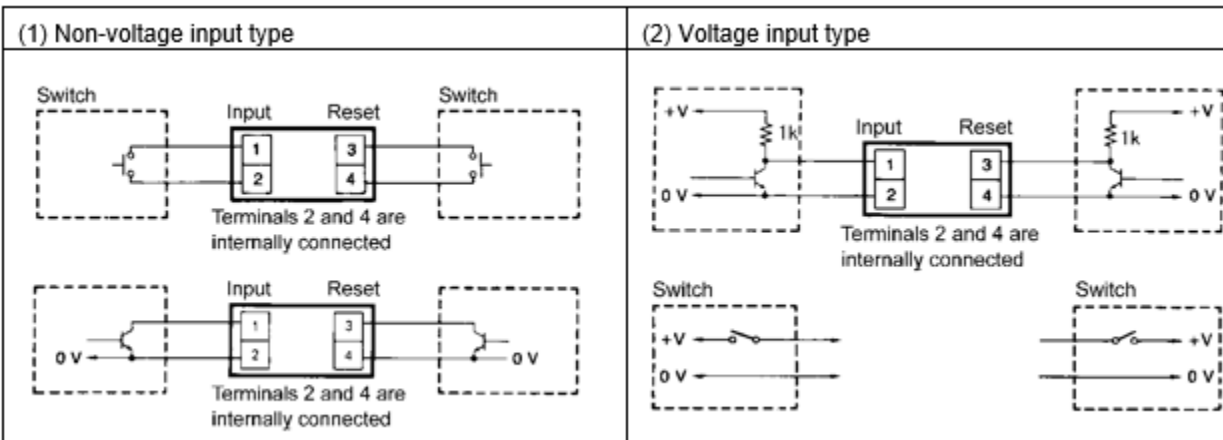 (1) Non-voltage input type
Switch
Input Reset
Switch
1
3
2
4
Terminals 2 and 4 are
internally connected
Input Reset
1
3
2
4
0 V
0 V
Terminals 2 and 4 are
internally connected
(2) Voltage input type
+V
+V
1k
1k
Input Reset
1
3
2
4
0 V
0 V
Terminals 2 and 4 are
internally connected
Switch
Switch
+V
+V
0 V
0 V